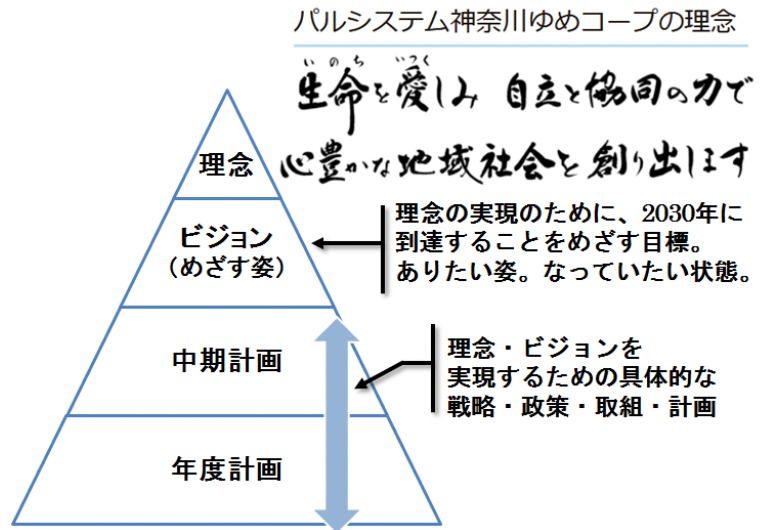 パルシステム神奈川ゆめコープの理念
いのち いつく
生命を愛しみ 自立と協同の力で
心豊かな地域社会を創り出します
理念
ビジョン
（めざす姿）
理念の実現のために、2030年に
到達することをめざす目標。
ありたい姿。なっていたい状態。
中期計画
理念・ビジョンを
実現するための具体的な
戦略・政策・取組・計画
年度計画